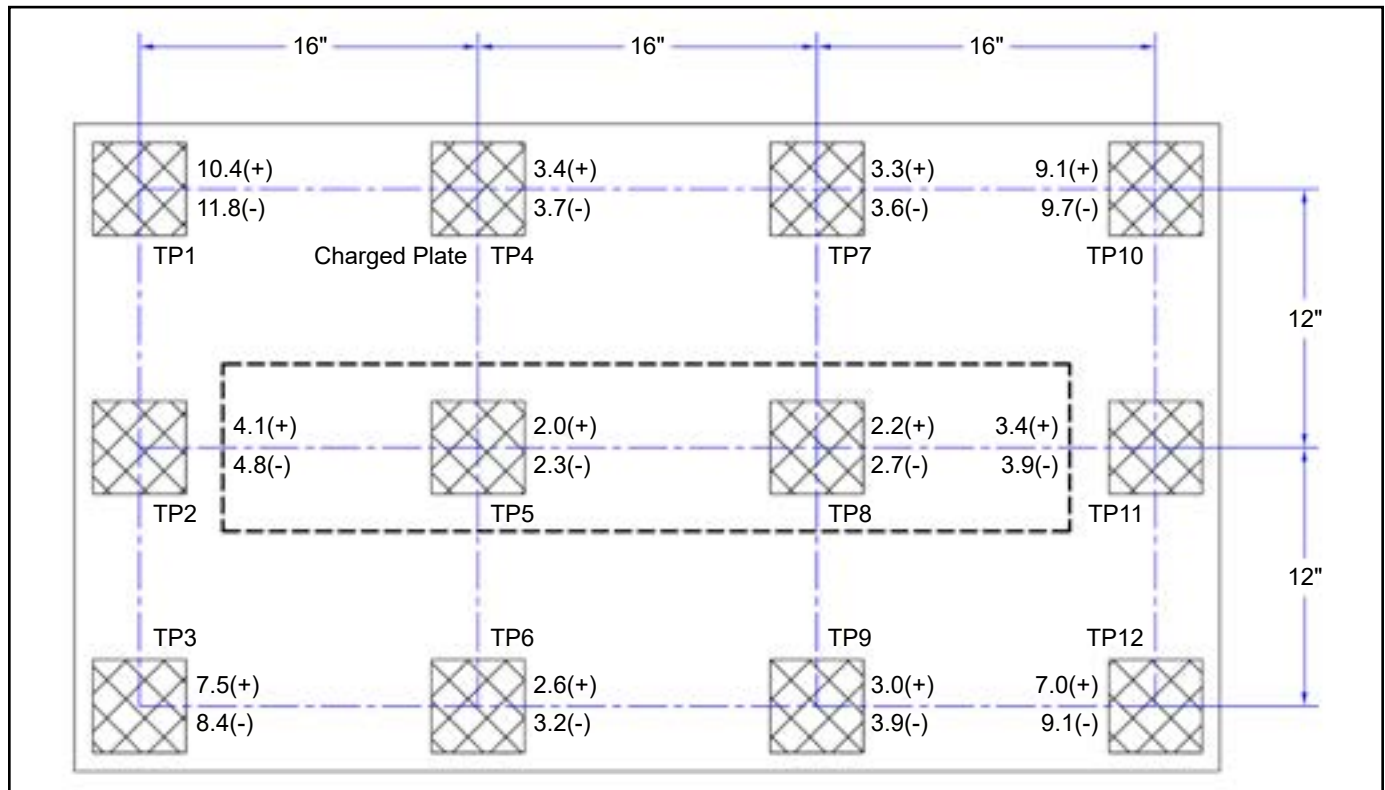 16" 16" 16"
10.4(+) 3.4(+) 3.3(+) 9.1(+)
11.8(-) 3.7(-) 3.6(-) 9.7(-)
TP1 Charged Plate TP4 TP7 TP10
12"
4.1(+) 2.0(+) 2.2(+) 3.4(+)
4.8(-) 2.3(-) 2.7(-) 3.9(-)
TP2 TP5 TP8 TP11
12"
TP3 TP6 TP9 TP12
7.5(+) 2.6(+) 3.0(+) 7.0(+)
8.4(-) 3.2(-) 3.9(-) 9.1(-)